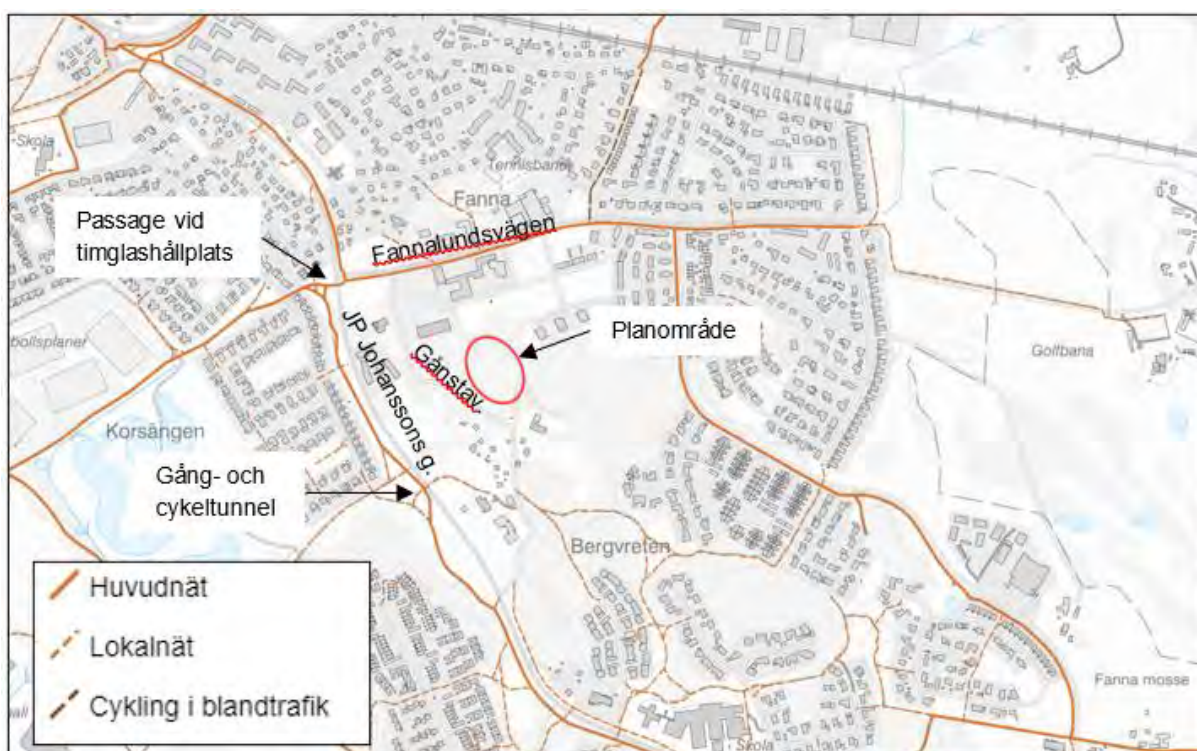 Skola
Tennisbanor
Fanna
Passage vid
timglashållplats
Fannalundsvägen
JP Johanssons g.
Gånstav.
Planområde
bollsplaner
Golfbana
Korsängen
Gång- och
cykeltunnel
Bergvreten
Huvudnät
Lokalnät
Cykling i blandtrafik
Fanna mosse
Skola